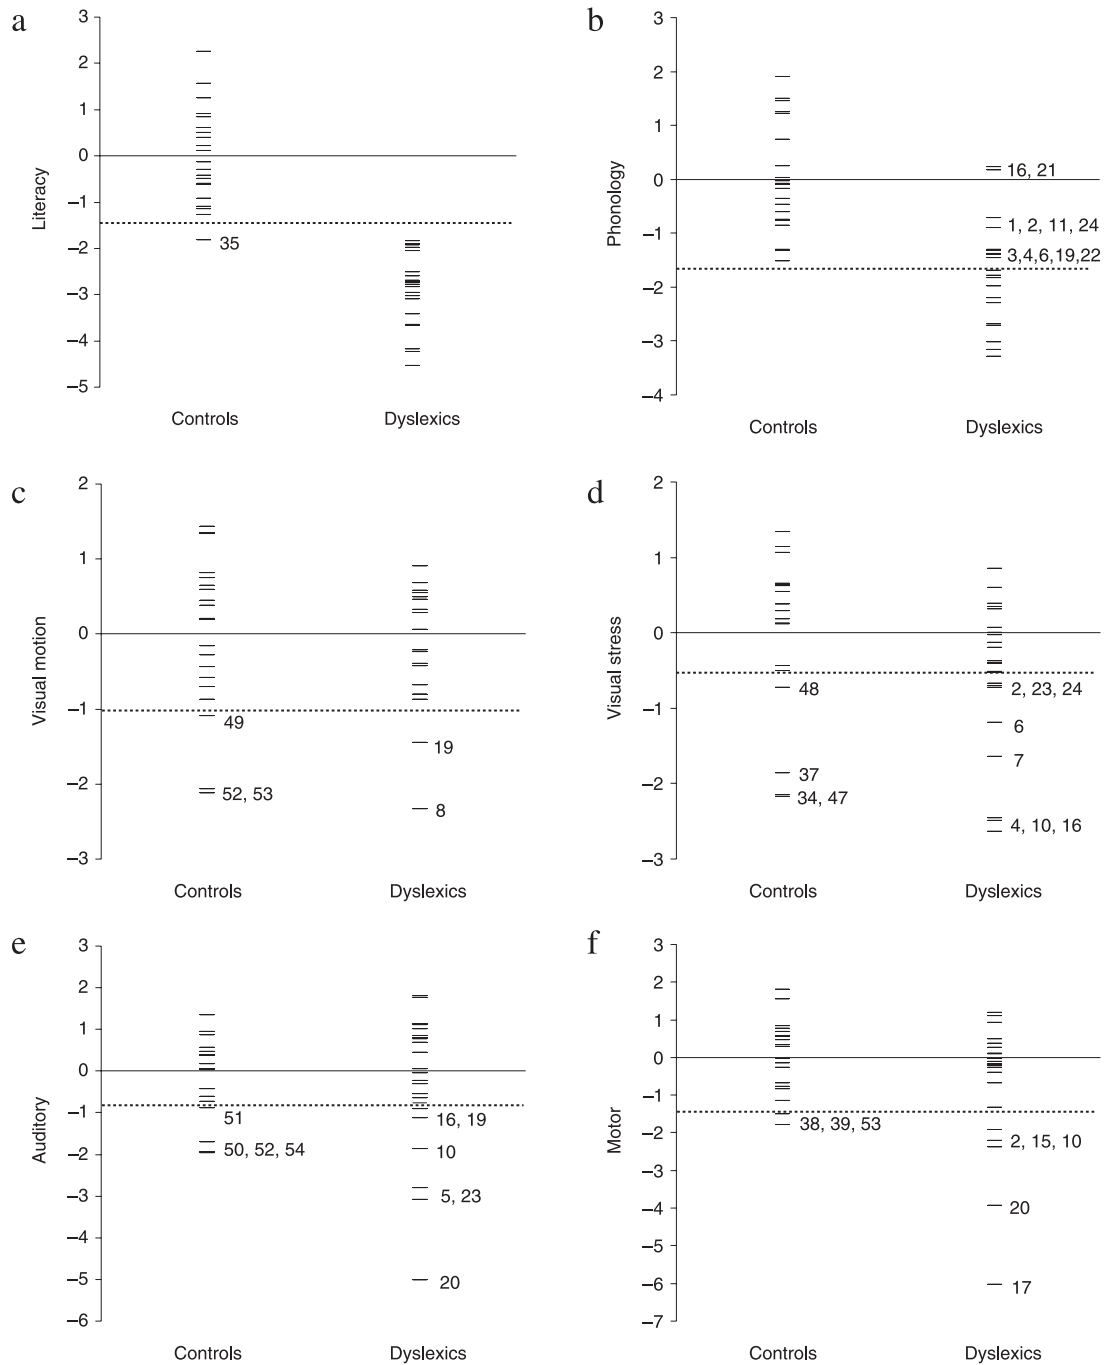 a
3
2
1
0
–1
–2
–3
–4
–5
Literacy
35
Controls Dyslexics
b
3
2
1
0
–1
–2
–3
–4
Phonology
16, 21
1, 2, 11, 24
3,4,6,19,22
Controls Dyslexics
c
2
1
0
–1
–2
–3
Visual motion
49
52, 53
19
8
Controls Dyslexics
d
2
1
0
–1
–2
–3
Visual stress
48
37
34, 47
2, 23, 24
6
7
4, 10, 16
Controls Dyslexics
e
3
2
1
0
–1
–2
–3
–4
–5
–6
Auditory
51
50, 52, 54
16, 19
10
5, 23
20
Controls Dyslexics
f
3
2
1
0
–1
–2
–3
–4
–5
–6
–7
Motor
38, 39, 53
2, 15, 10
20
17
Controls Dyslexics